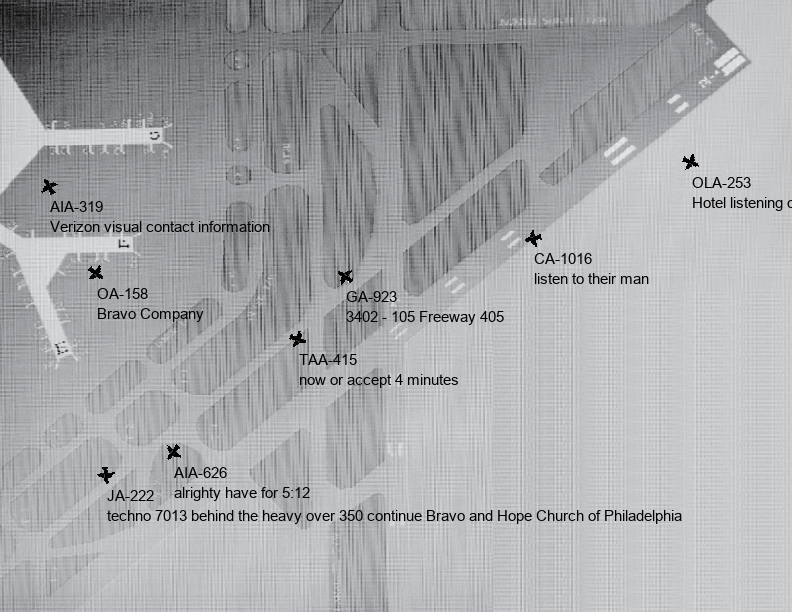 AIA-319
Verizon visual contact information
OLA-253
Hotel listening
CA-1016
listen to their man
OA-158
Bravo Company
GA-923
3402 - 105 Freeway 405
TAA-415
now or accept 4 minutes
AIA-626
alrighty have for 5:12
JA-222
techno 7013 behind the heavy over 350 continue Bravo and Hope Church of Philadelphia